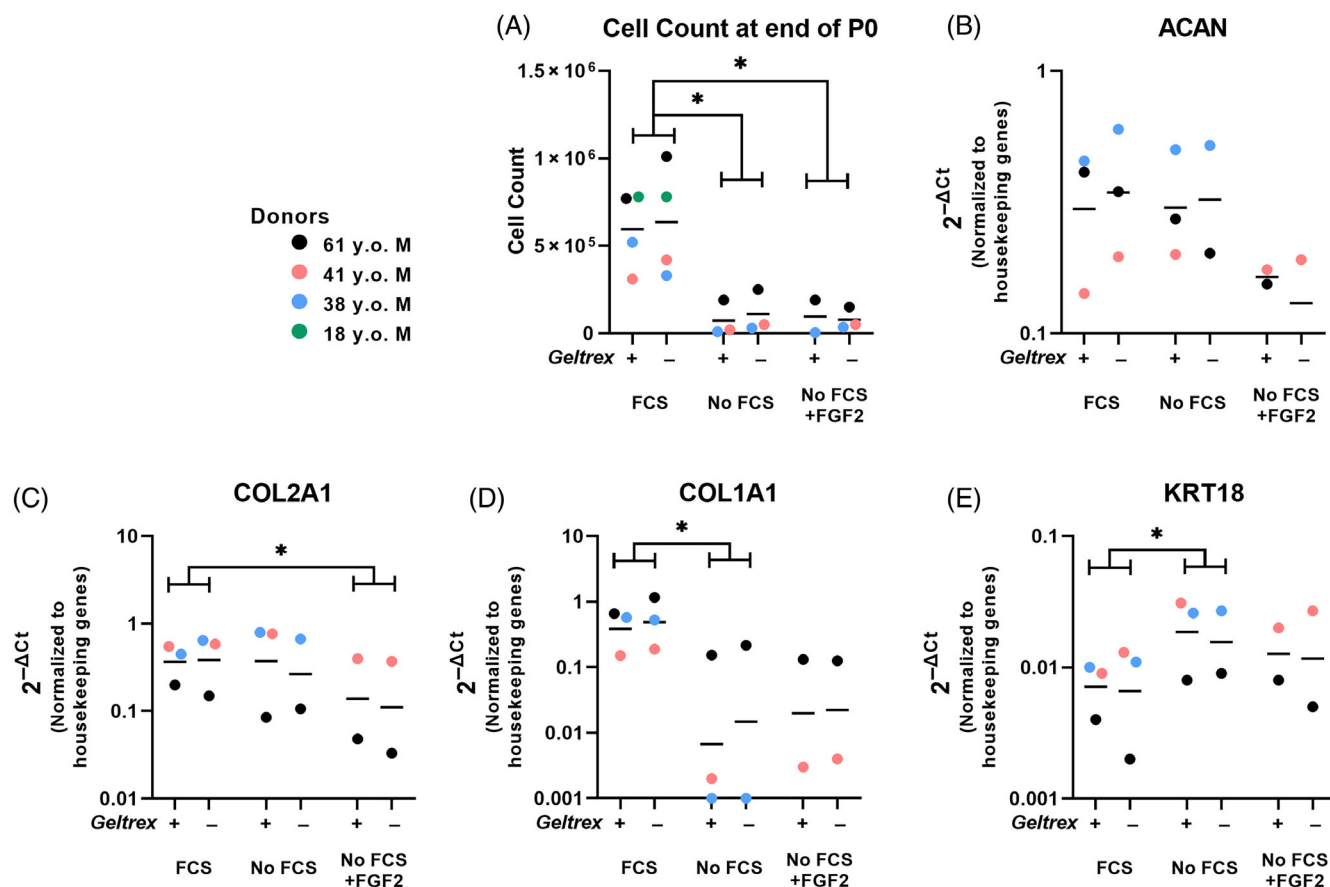 (A)
Cell Count at end of P0
1.5 × 10⁶
1 × 10⁶
5 × 10⁵
0
Cell Count
*
*
Geltrex + – + – + –
FCS No FCS No FCS
+FGF2
Donors
61 y.o. M
41 y.o. M
38 y.o. M
18 y.o. M
(B)
ACAN
1
0.1
2^−ΔCt
(Normalized to
housekeeping genes)
Geltrex + – + – + –
FCS No FCS No FCS
+FGF2
(C)
COL2A1
10
1
0.1
0.01
2^−ΔCt
(Normalized to
housekeeping genes)
*
Geltrex + – + – + –
FCS No FCS No FCS
+FGF2
(D)
COL1A1
10
1
0.1
0.01
0.001
2^−ΔCt
(Normalized to
housekeeping genes)
*
Geltrex + – + – + –
FCS No FCS No FCS
+FGF2
(E)
KRT18
0.1
0.01
0.001
2^−ΔCt
(Normalized to
housekeeping genes)
*
Geltrex + – + – + –
FCS No FCS No FCS
+FGF2